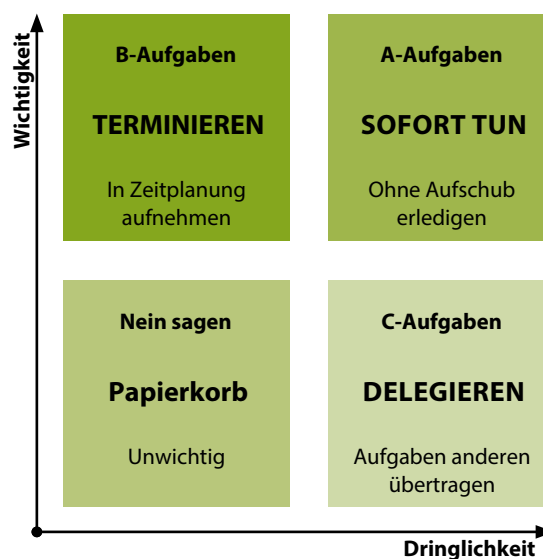 Wichtigkeit
B-Aufgaben
TERMINIEREN
In Zeitplanung
aufnehmen
A-Aufgaben
SOFORT TUN
Ohne Aufschub
erledigen
Nein sagen
Papierkorb
Unwichtig
C-Aufgaben
DELEGIEREN
Aufgaben anderen
übertragen
Dringlichkeit